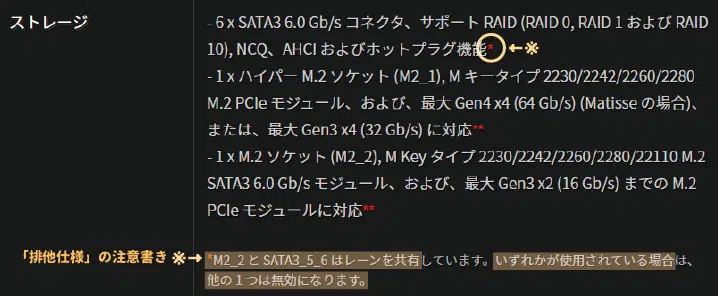 ストレージ
- 6 x SATA3 6.0 Gb/s コネクタ、サポート RAID (RAID 0, RAID 1 および RAID
10), NCQ、AHCI およびホットプラグ機能* ←※
- 1 x ハイパー M.2 ソケット (M2_1), M キータイプ 2230/2242/2260/2280
M.2 PCIe モジュール、および、最大 Gen4 x4 (64 Gb/s) (Matisse の場合)、
または、最大 Gen3 x4 (32 Gb/s) に対応**
- 1 x M.2 ソケット (M2_2), M Key タイプ 2230/2242/2260/2280/22110 M.2
SATA3 6.0 Gb/s モジュール、および、最大 Gen3 x2 (16 Gb/s) までの M.2
PCIe モジュールに対応**
「排他仕様」の注意書き ※→ *M2_2 と SATA3_5_6 はレーンを共有しています。いずれかが使用されている場合は、
他の 1 つは無効になります。